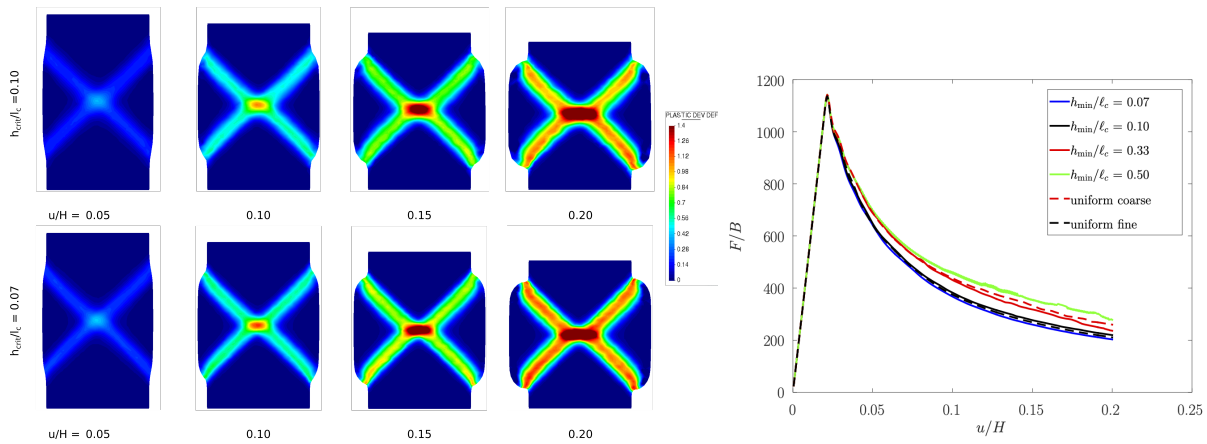 h_crit/l_c =0.10
u/H = 0.05
0.10
0.15
0.20
PLASTIC DEV DEF
1.4
1.26
1.12
0.98
0.84
0.7
0.56
0.42
0.28
0.14
0
h_crit/l_c = 0.07
u/H = 0.05
0.10
0.15
0.20
F/B
1200
1000
800
600
400
200
0
0
0.05
0.1
0.15
0.2
0.25
u/H
h_min/ℓ_c = 0.07
h_min/ℓ_c = 0.10
h_min/ℓ_c = 0.33
h_min/ℓ_c = 0.50
uniform coarse
uniform fine